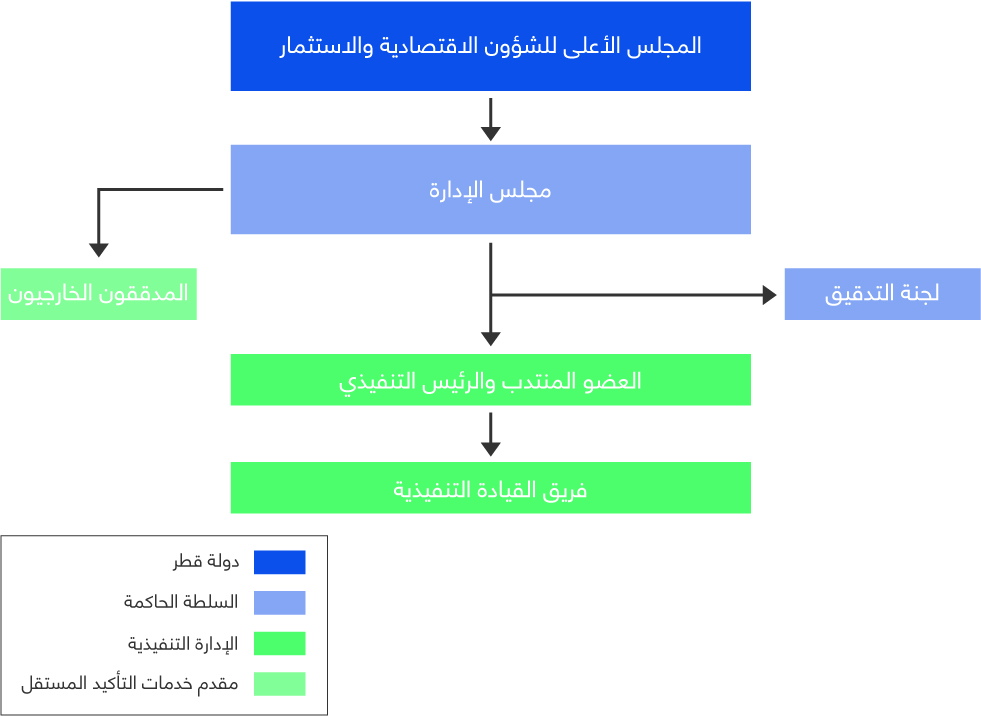 المجلس الأعلى للشؤون الاقتصادية والاستثمار
مجلس الإدارة
لجنة التدقيق
المدققون الخارجيون
العضو المنتدب والرئيس التنفيذي
فريق القيادة التنفيذية
دولة قطر
السلطة الحاكمة
الإدارة التنفيذية
مقدم خدمات التأكيد المستقل